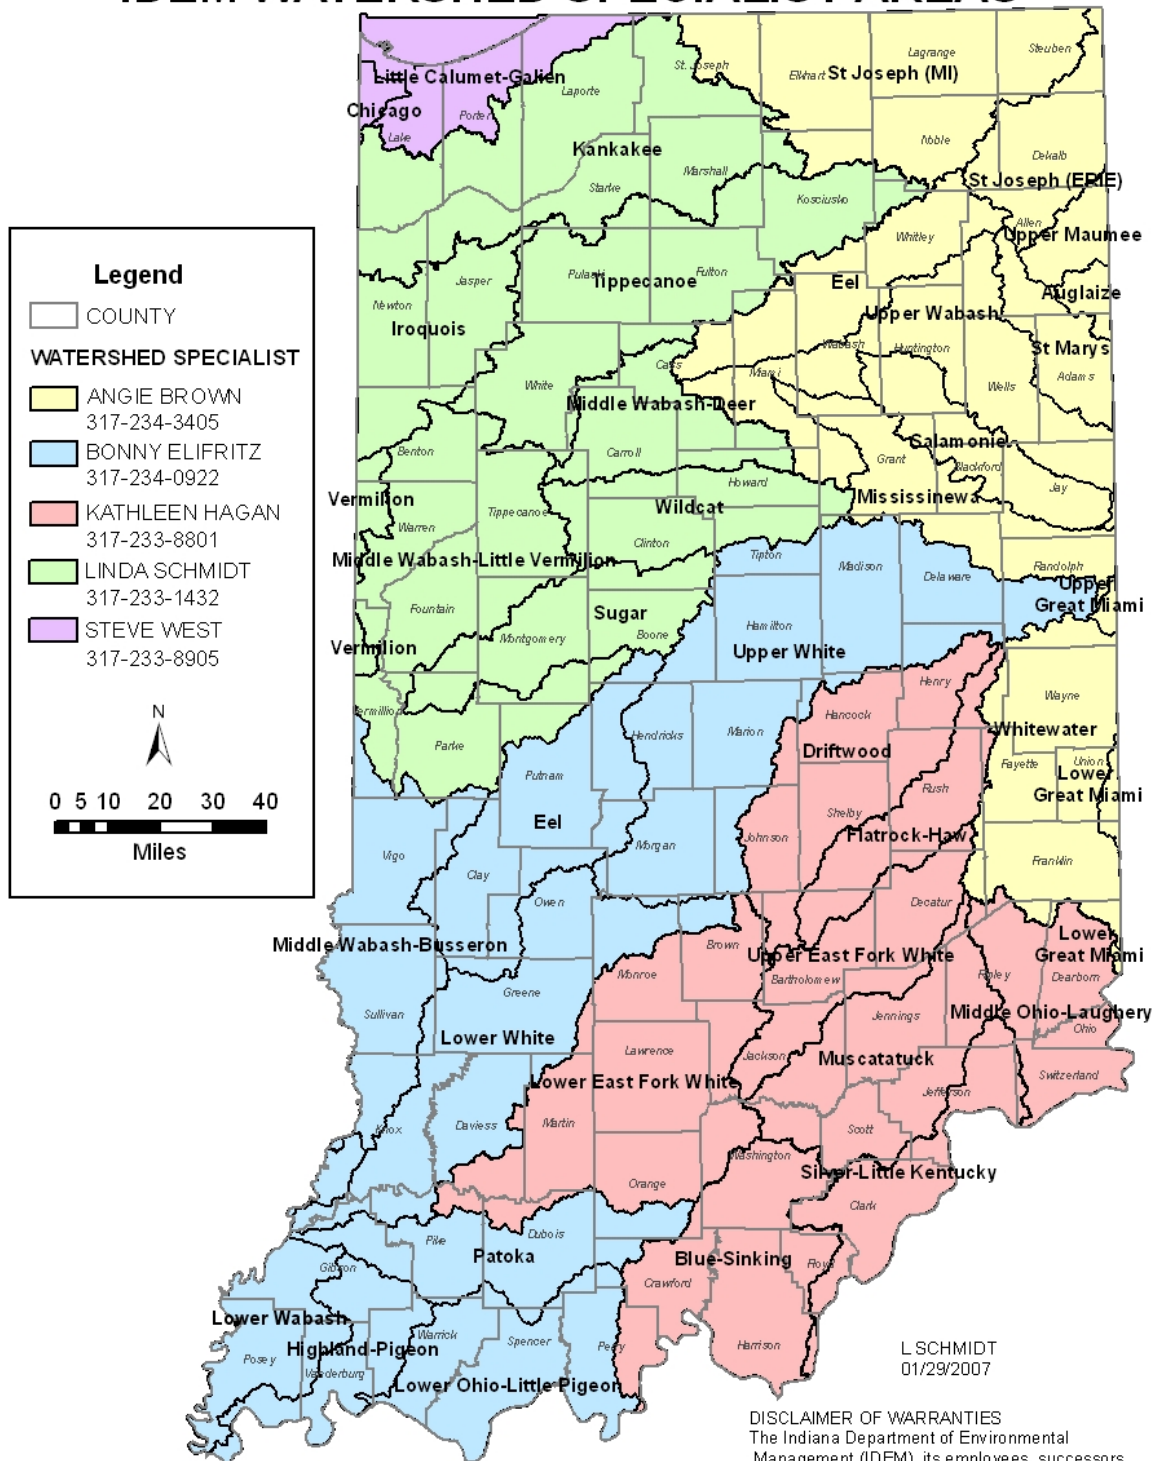 IDEM WATERSHED SPECIALIST AREAS
Little Calumet-Galien
Chicago
Lake
Porter
Laporte
St. Joseph
Elkhart
St Joseph (MI)
Lagrange
Steuben
Noble
Dekalb
Kankakee
Starke
Marshall
Kosciusko
St Joseph (ERIE)
Allen
Upper Maumee
Whitley
Newton
Jasper
Iroquois
Pulaski
Tippecanoe
Fulton
Eel
Auglaize
Upper Wabash
Wabash
Huntington
St Marys
Adams
Wells
Miami
Cass
White
Middle Wabash-Deer
Benton
Carroll
Salamonie
Grant
Blackford
Jay
Vermilion
Warren
Tippecanoe
Howard
Wildcat
Mississinewa
Clinton
Middle Wabash-Little Vermilion
Tipton
Madison
Delaware
Randolph
Upper
Great Miami
Fountain
Montgomery
Sugar
Boone
Hamilton
Upper White
Vermilion
Vermillion
Parke
Henry
Wayne
Hendricks
Marion
Hancock
Driftwood
Whitewater
Fayette
Union
Lower
Great Miami
Putnam
Rush
Shelby
Flatrock-Haw
Eel
Morgan
Johnson
Franklin
Vigo
Clay
Owen
Decatur
Middle Wabash-Busseron
Monroe
Brown
Upper East Fork White
Bartholomew
Lower
Great Miami
Ripley
Dearborn
Greene
Sullivan
Jennings
Middle Ohio-Laughery
Ohio
Lower White
Lawrence
Jackson
Muscatatuck
Switzerland
Lower East Fork White
Jefferson
Knox
Daviess
Martin
Scott
Washington
Silver-Little Kentucky
Orange
Clark
Pike
Dubois
Patoka
Gibson
Blue-Sinking
Floyd
Crawford
Lower Wabash
Highland-Pigeon
Posey
Vanderburg
Warrick
Spencer
Perry
Harrison
Lower Ohio-Little Pigeon
Legend
COUNTY
WATERSHED SPECIALIST
ANGIE BROWN
317-234-3405
BONNY ELIFRITZ
317-234-0922
KATHLEEN HAGAN
317-233-8801
LINDA SCHMIDT
317-233-1432
STEVE WEST
317-233-8905
N
0 5 10 20 30 40
Miles
L SCHMIDT
01/29/2007
DISCLAIMER OF WARRANTIES
The Indiana Department of Environmental
Management (IDEM), its employees, successors